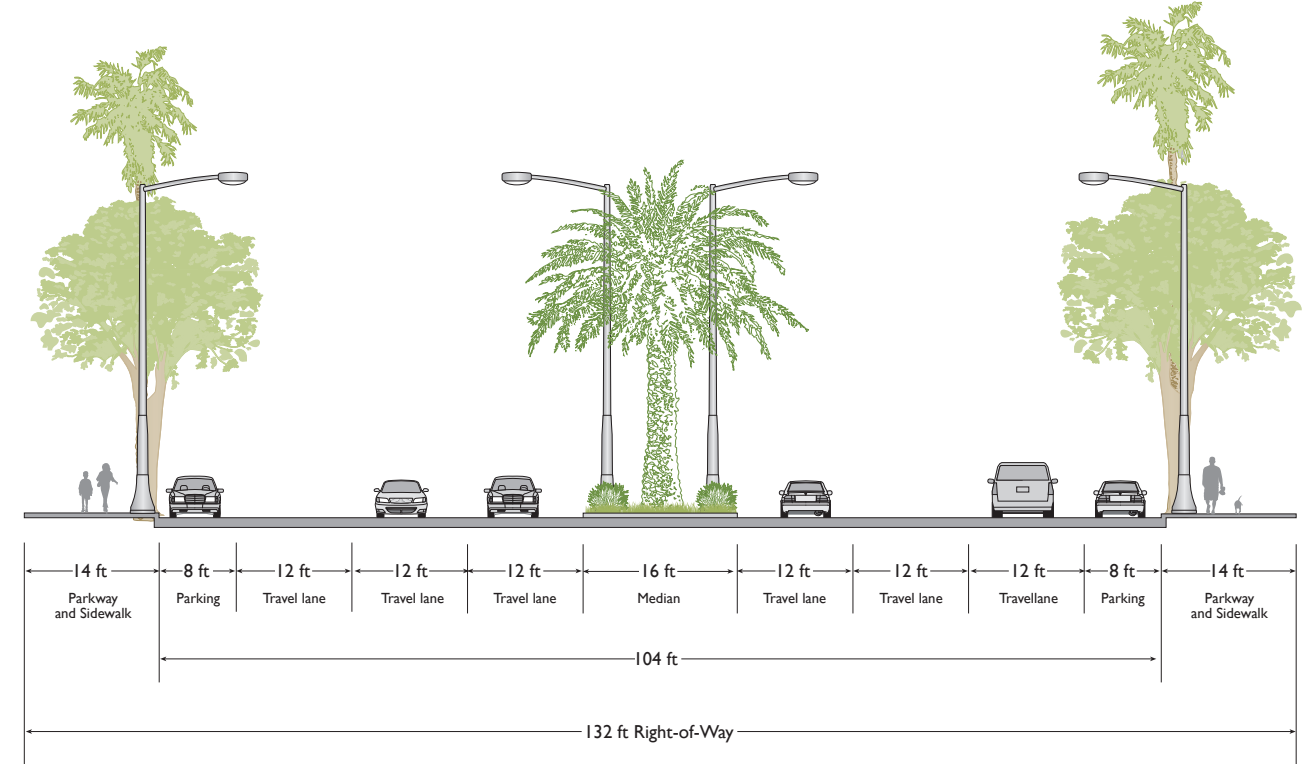 14 ft 8 ft 12 ft 12 ft 12 ft 16 ft 12 ft 12 ft 12 ft 8 ft 14 ft
Parkway
and Sidewalk
Parking
Travel lane
Travel lane
Travel lane
Median
Travel lane
Travel lane
Travellane
Parking
Parkway
and Sidewalk
104 ft
132 ft Right-of-Way